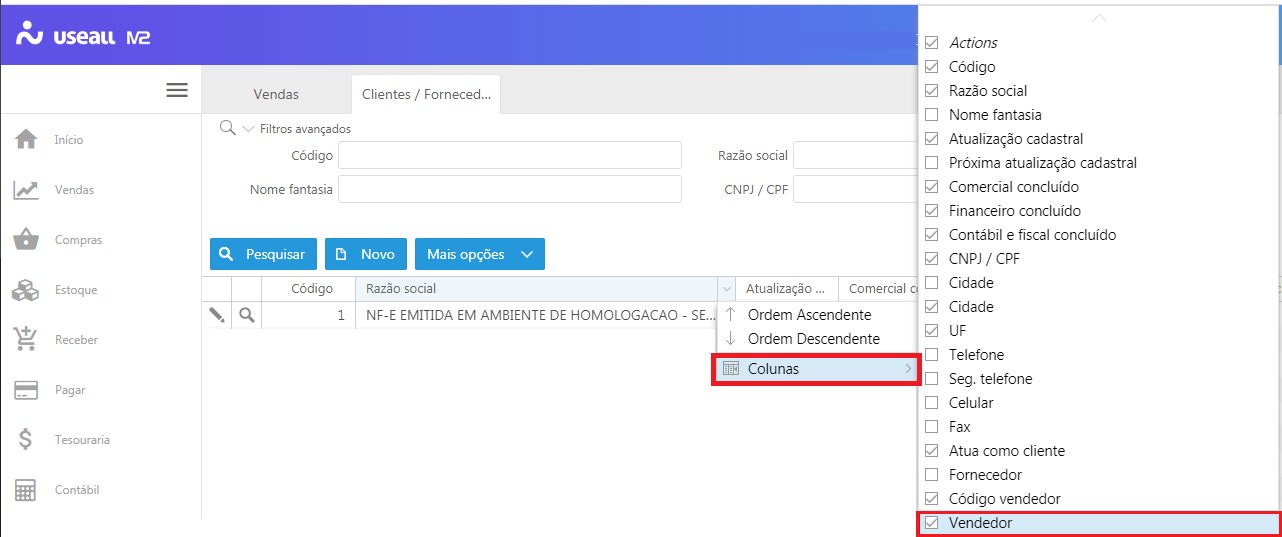 useall M2
Vendas
Clientes / Forneced...
Filtros avançados
Código
Razão social
Nome fantasia
CNPJ / CPF
Pesquisar
Novo
Mais opções
Código
Razão social
Atualização ...
Comercial c
1
NF-E EMITIDA EM AMBIENTE DE HOMOLOGACAO - SE...
Início
Vendas
Compras
Estoque
Receber
Pagar
Tesouraria
Contábil
Ordem Ascendente
Ordem Descendente
Colunas
Actions
Código
Razão social
Nome fantasia
Atualização cadastral
Próxima atualização cadastral
Comercial concluído
Financeiro concluído
Contábil e fiscal concluído
CNPJ / CPF
Cidade
Cidade
UF
Telefone
Seg. telefone
Celular
Fax
Atua como cliente
Fornecedor
Código vendedor
Vendedor